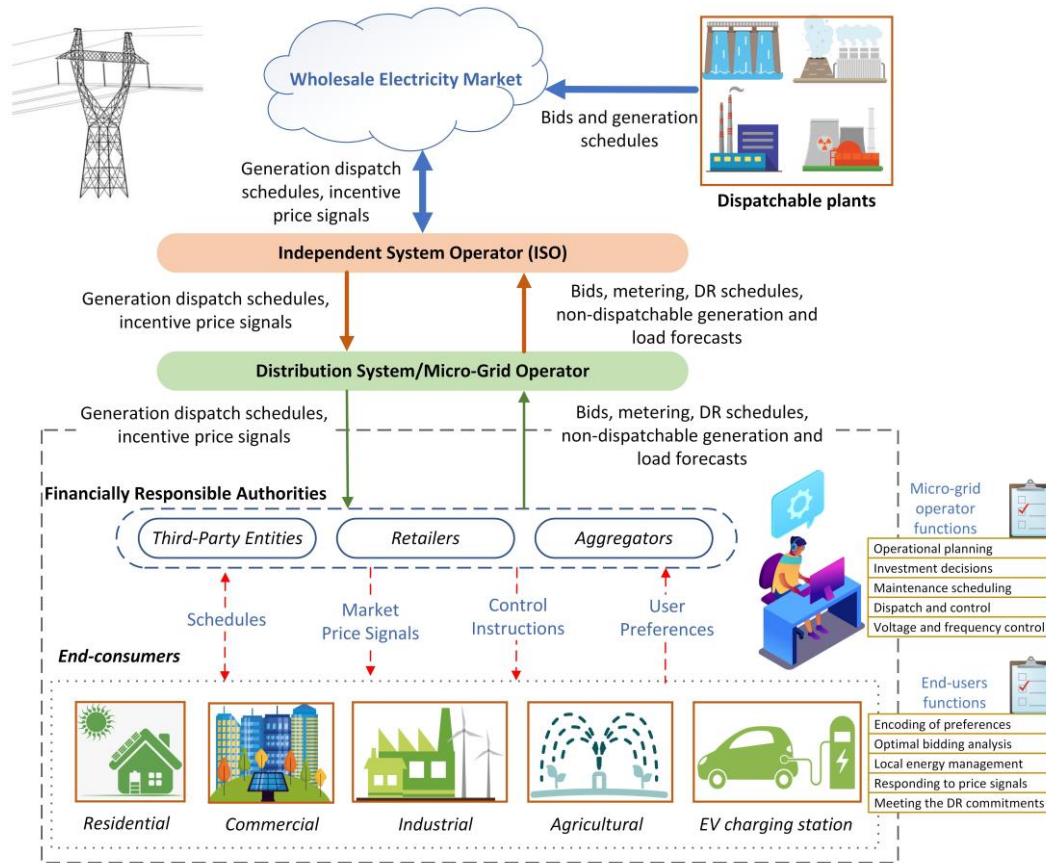 Wholesale Electricity Market
Bids and generation
schedules
Dispatchable plants
Generation dispatch
schedules, incentive
price signals
Independent System Operator (ISO)
Generation dispatch schedules,
incentive price signals
Bids, metering, DR schedules,
non-dispatchable generation and
load forecasts
Distribution System/Micro-Grid Operator
Generation dispatch schedules,
incentive price signals
Bids, metering, DR schedules,
non-dispatchable generation and
load forecasts
Financially Responsible Authorities
Third-Party Entities
Retailers
Aggregators
Schedules
Market
Price Signals
Control
Instructions
User
Preferences
End-consumers
Residential
Commercial
Industrial
Agricultural
EV charging station
Micro-grid
operator
functions
Operational planning
Investment decisions
Maintenance scheduling
Dispatch and control
Voltage and frequency control
End-users
functions
Encoding of preferences
Optimal bidding analysis
Local energy management
Responding to price signals
Meeting the DR commitments